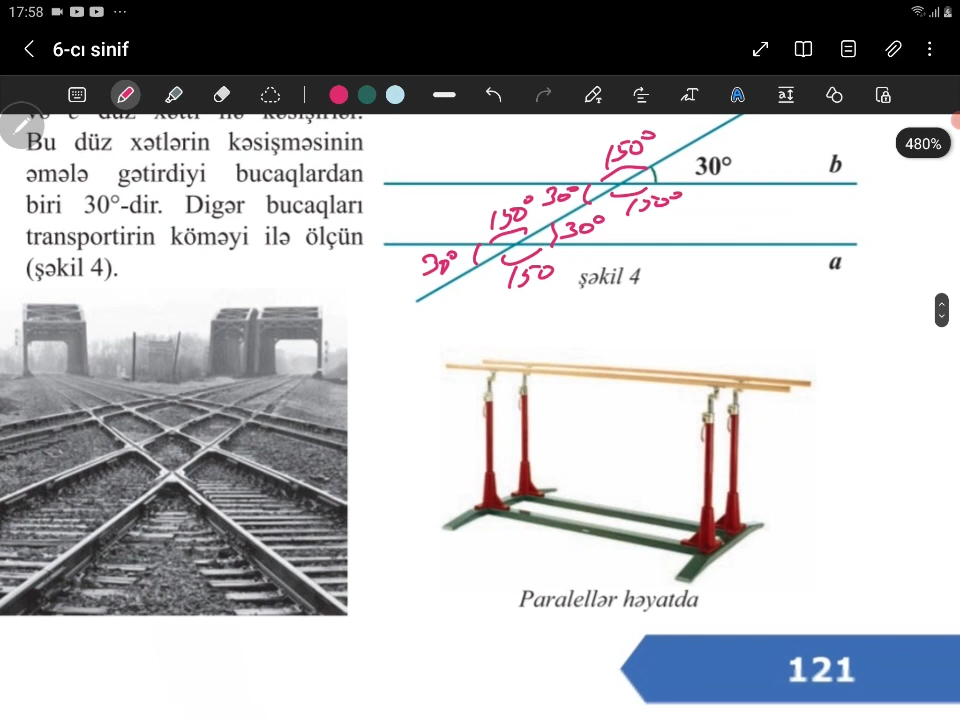 17:58
6-cı sinif
480%
Bu düz xətlərin kəsişməsinin
əmələ gətirdiyi bucaqlardan
biri 30°-dir. Digər bucaqları
transportirin köməyi ilə ölçün
(şəkil 4).
150°
30°
b
30°
150°
150°
30°
30°
150
a
şəkil 4
Paralellər həyatda
121